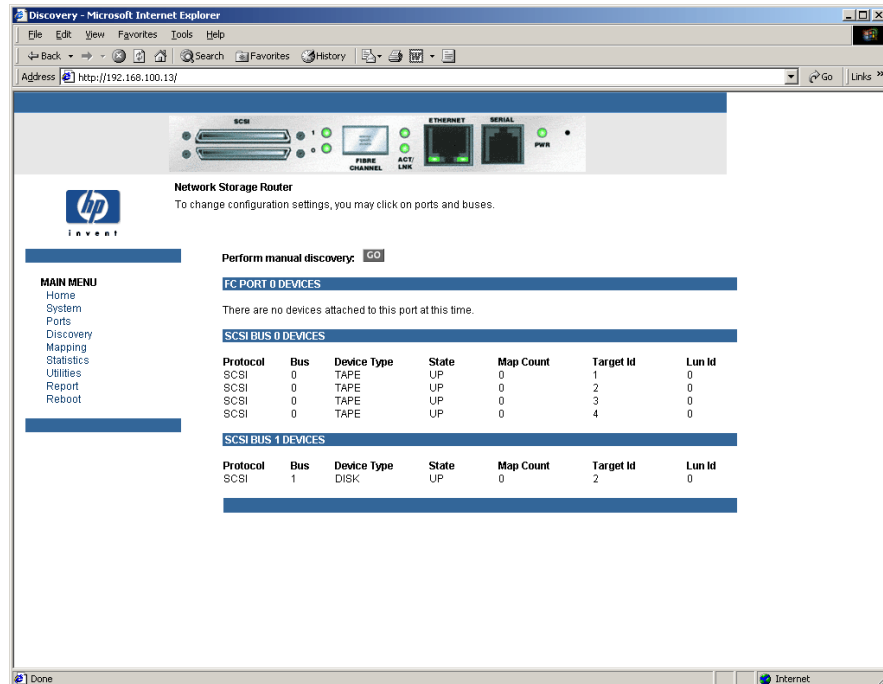 Discovery - Microsoft Internet Explorer
File Edit View Favorites Tools Help
Back Search Favorites History
Address http://192.168.100.13/ Go Links »
SCSI 1 0 FIBRE CHANNEL ACT/LNK ETHERNET SERIAL PWR
Network Storage Router
To change configuration settings, you may click on ports and buses.
hp
invent
Perform manual discovery: GO
MAIN MENU
Home
System
Ports
Discovery
Mapping
Statistics
Utilities
Report
Reboot
FC PORT 0 DEVICES
There are no devices attached to this port at this time.
SCSI BUS 0 DEVICES
Protocol Bus Device Type State Map Count Target Id Lun Id
SCSI 0 TAPE UP 0 1 0
SCSI 0 TAPE UP 0 2 0
SCSI 0 TAPE UP 0 3 0
SCSI 0 TAPE UP 0 4 0
SCSI BUS 1 DEVICES
Protocol Bus Device Type State Map Count Target Id Lun Id
SCSI 1 DISK UP 0 2 0
Done Internet